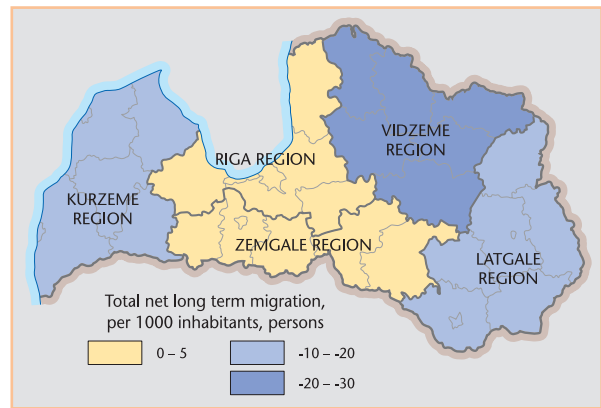 VIDZEME
REGION
RIGA REGION
KURZEME
REGION
ZEMGALE REGION
LATGALE
REGION
Total net long term migration,
per 1000 inhabitants, persons
0 – 5
-10 – -20
-20 – -30